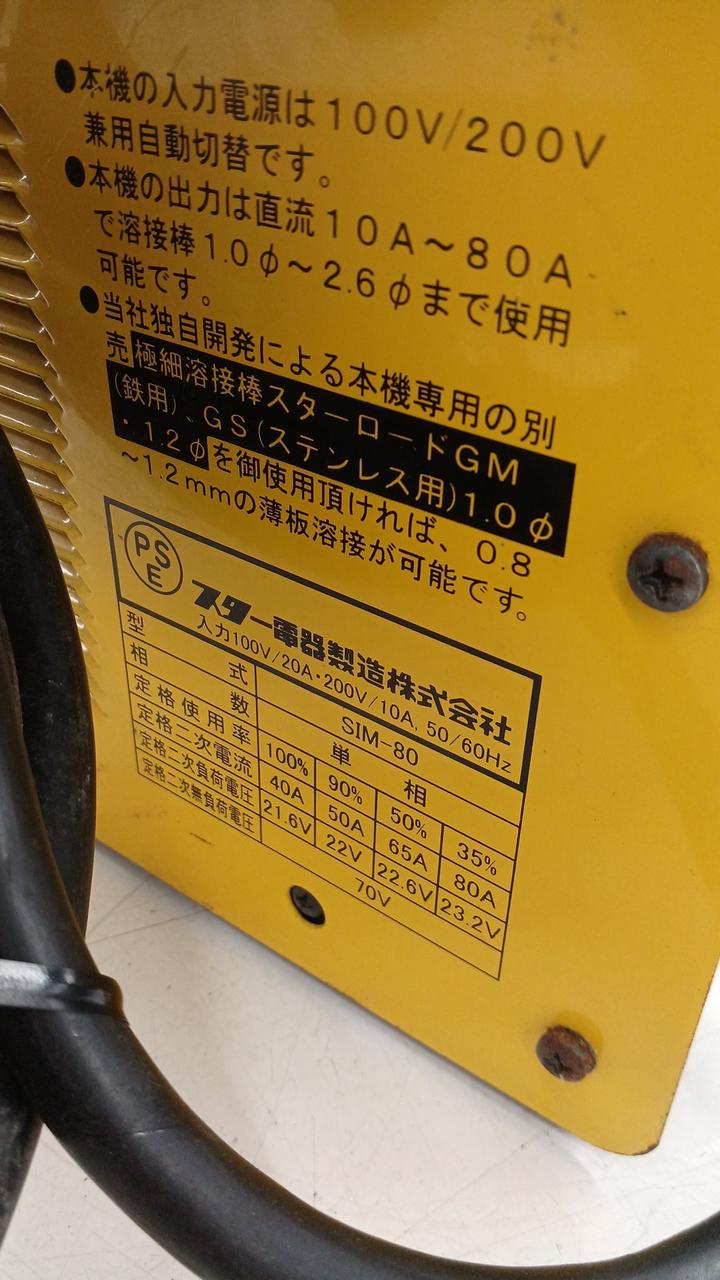 ●本機の入力電源は100V/200V
兼用自動切替です。
●本機の出力は直流10A～80A
で溶接棒1.0φ～2.6φまで使用
可能です。
●当社独自開発による本機専用の別
売極細溶接棒スターロードGM
(鉄用)、GS(ステンレス用)1.0φ
・1.2φを御使用頂ければ、0.8
～1.2mmの薄板溶接が可能です。
PSE
スター電器製造株式会社
入力100V/20A・200V/10A, 50/60Hz
型式 SIM-80
相数 単相
定格使用率 100% 90% 50% 35%
定格二次電流 40A 50A 65A 80A
定格二次負荷電圧 21.6V 22V 22.6V 23.2V
定格二次無負荷電圧 70V